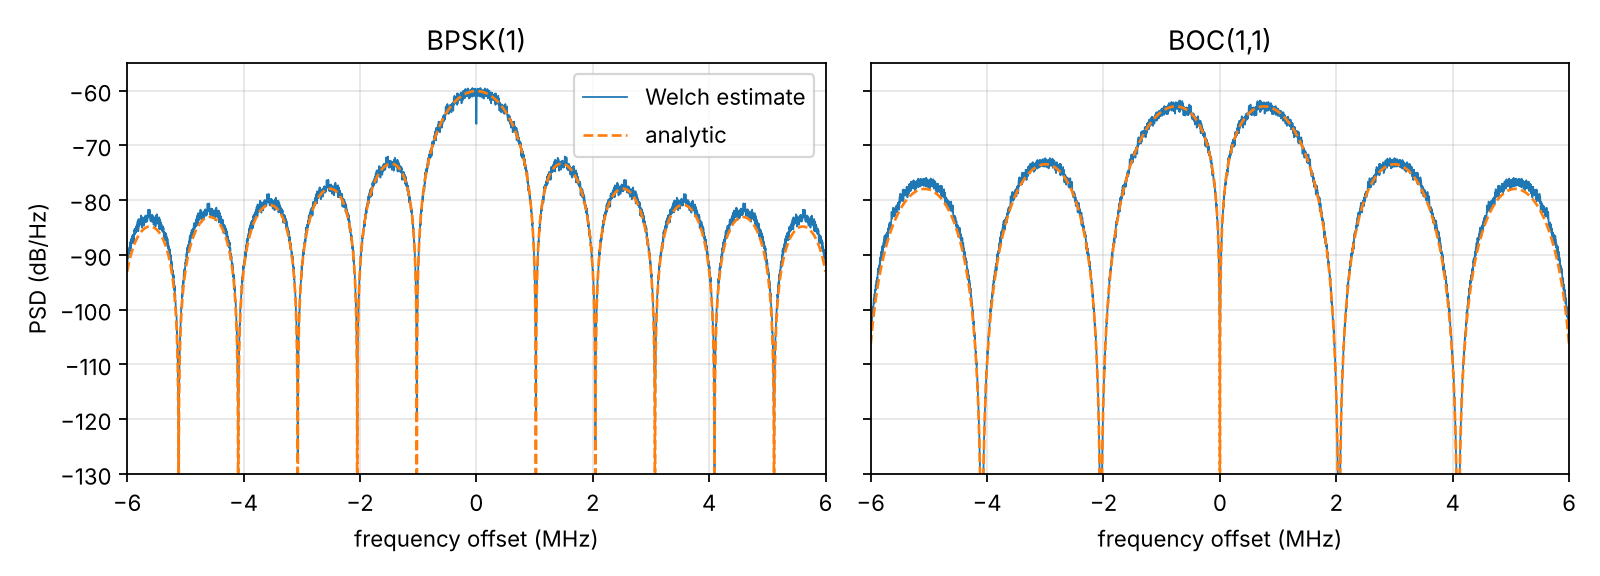 BPSK(1)
BOC(1,1)
Welch estimate
analytic
PSD (dB/Hz)
−60
−70
−80
−90
−100
−110
−120
−130
−6 −4 −2 0 2 4 6
−6 −4 −2 0 2 4 6
frequency offset (MHz)
frequency offset (MHz)